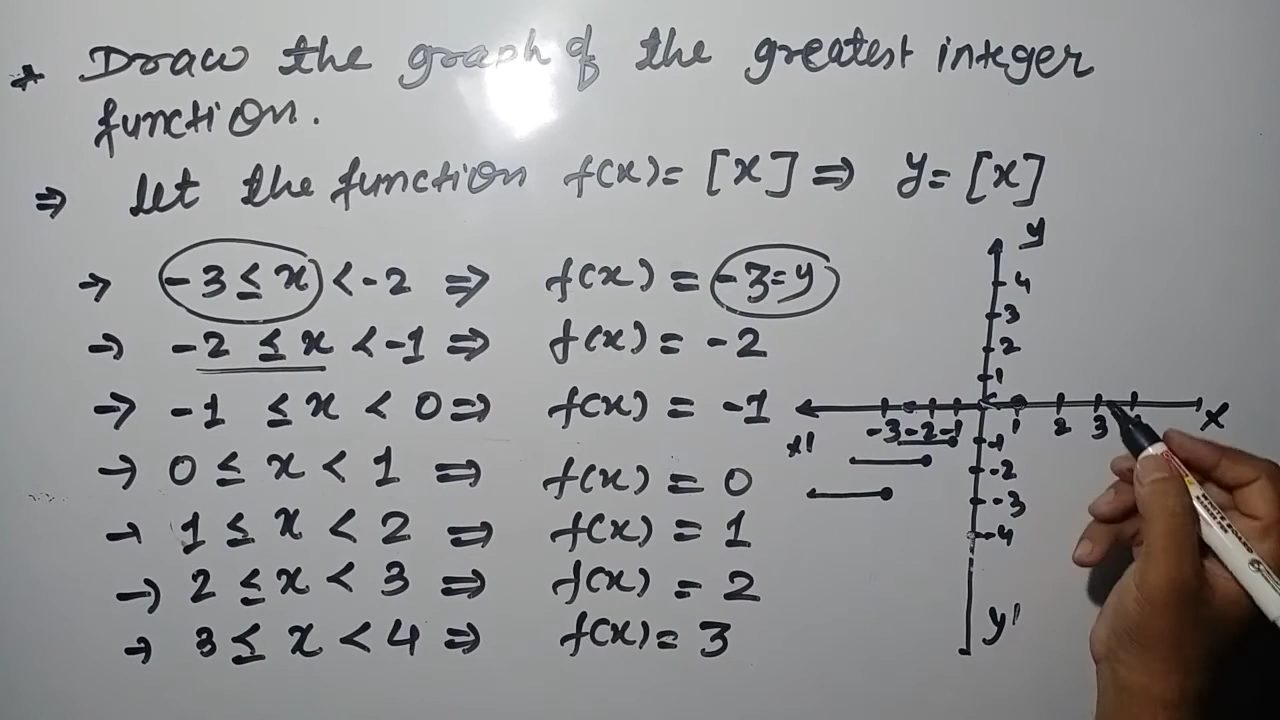 * Draw the graph of the greatest integer
function.
⇒ Let the function f(x) = [x] ⇒ y = [x]
→ -3 ≤ x < -2 ⇒ f(x) = -3 = y
→ -2 ≤ x < -1 ⇒ f(x) = -2
→ -1 ≤ x < 0 ⇒ f(x) = -1
→ 0 ≤ x < 1 ⇒ f(x) = 0
→ 1 ≤ x < 2 ⇒ f(x) = 1
→ 2 ≤ x < 3 ⇒ f(x) = 2
→ 3 ≤ x < 4 ⇒ f(x) = 3
y
4
3
2
1
x' -3 -2 -1 1 2 3 x
-1
-2
-3
-4
y'